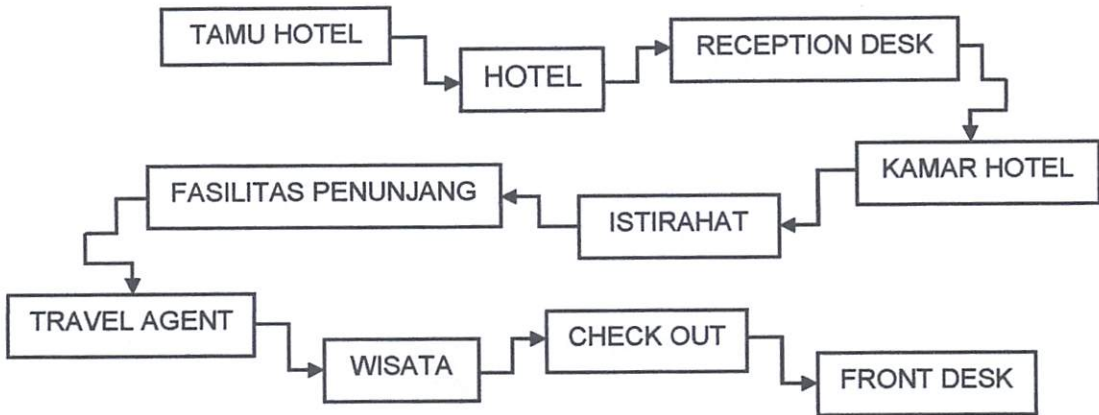 TAMU HOTEL
HOTEL
RECEPTION DESK
KAMAR HOTEL
ISTIRAHAT
FASILITAS PENUNJANG
TRAVEL AGENT
WISATA
CHECK OUT
FRONT DESK